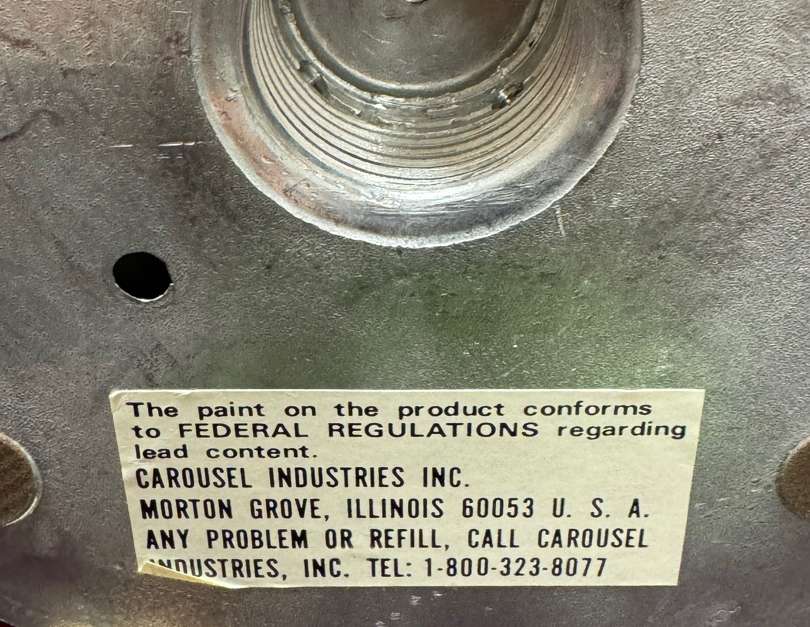 The paint on the product conforms
to FEDERAL REGULATIONS regarding
lead content.
CAROUSEL INDUSTRIES INC.
MORTON GROVE, ILLINOIS 60053 U. S. A.
ANY PROBLEM OR REFILL, CALL CAROUSEL
INDUSTRIES, INC. TEL: 1-800-323-8077